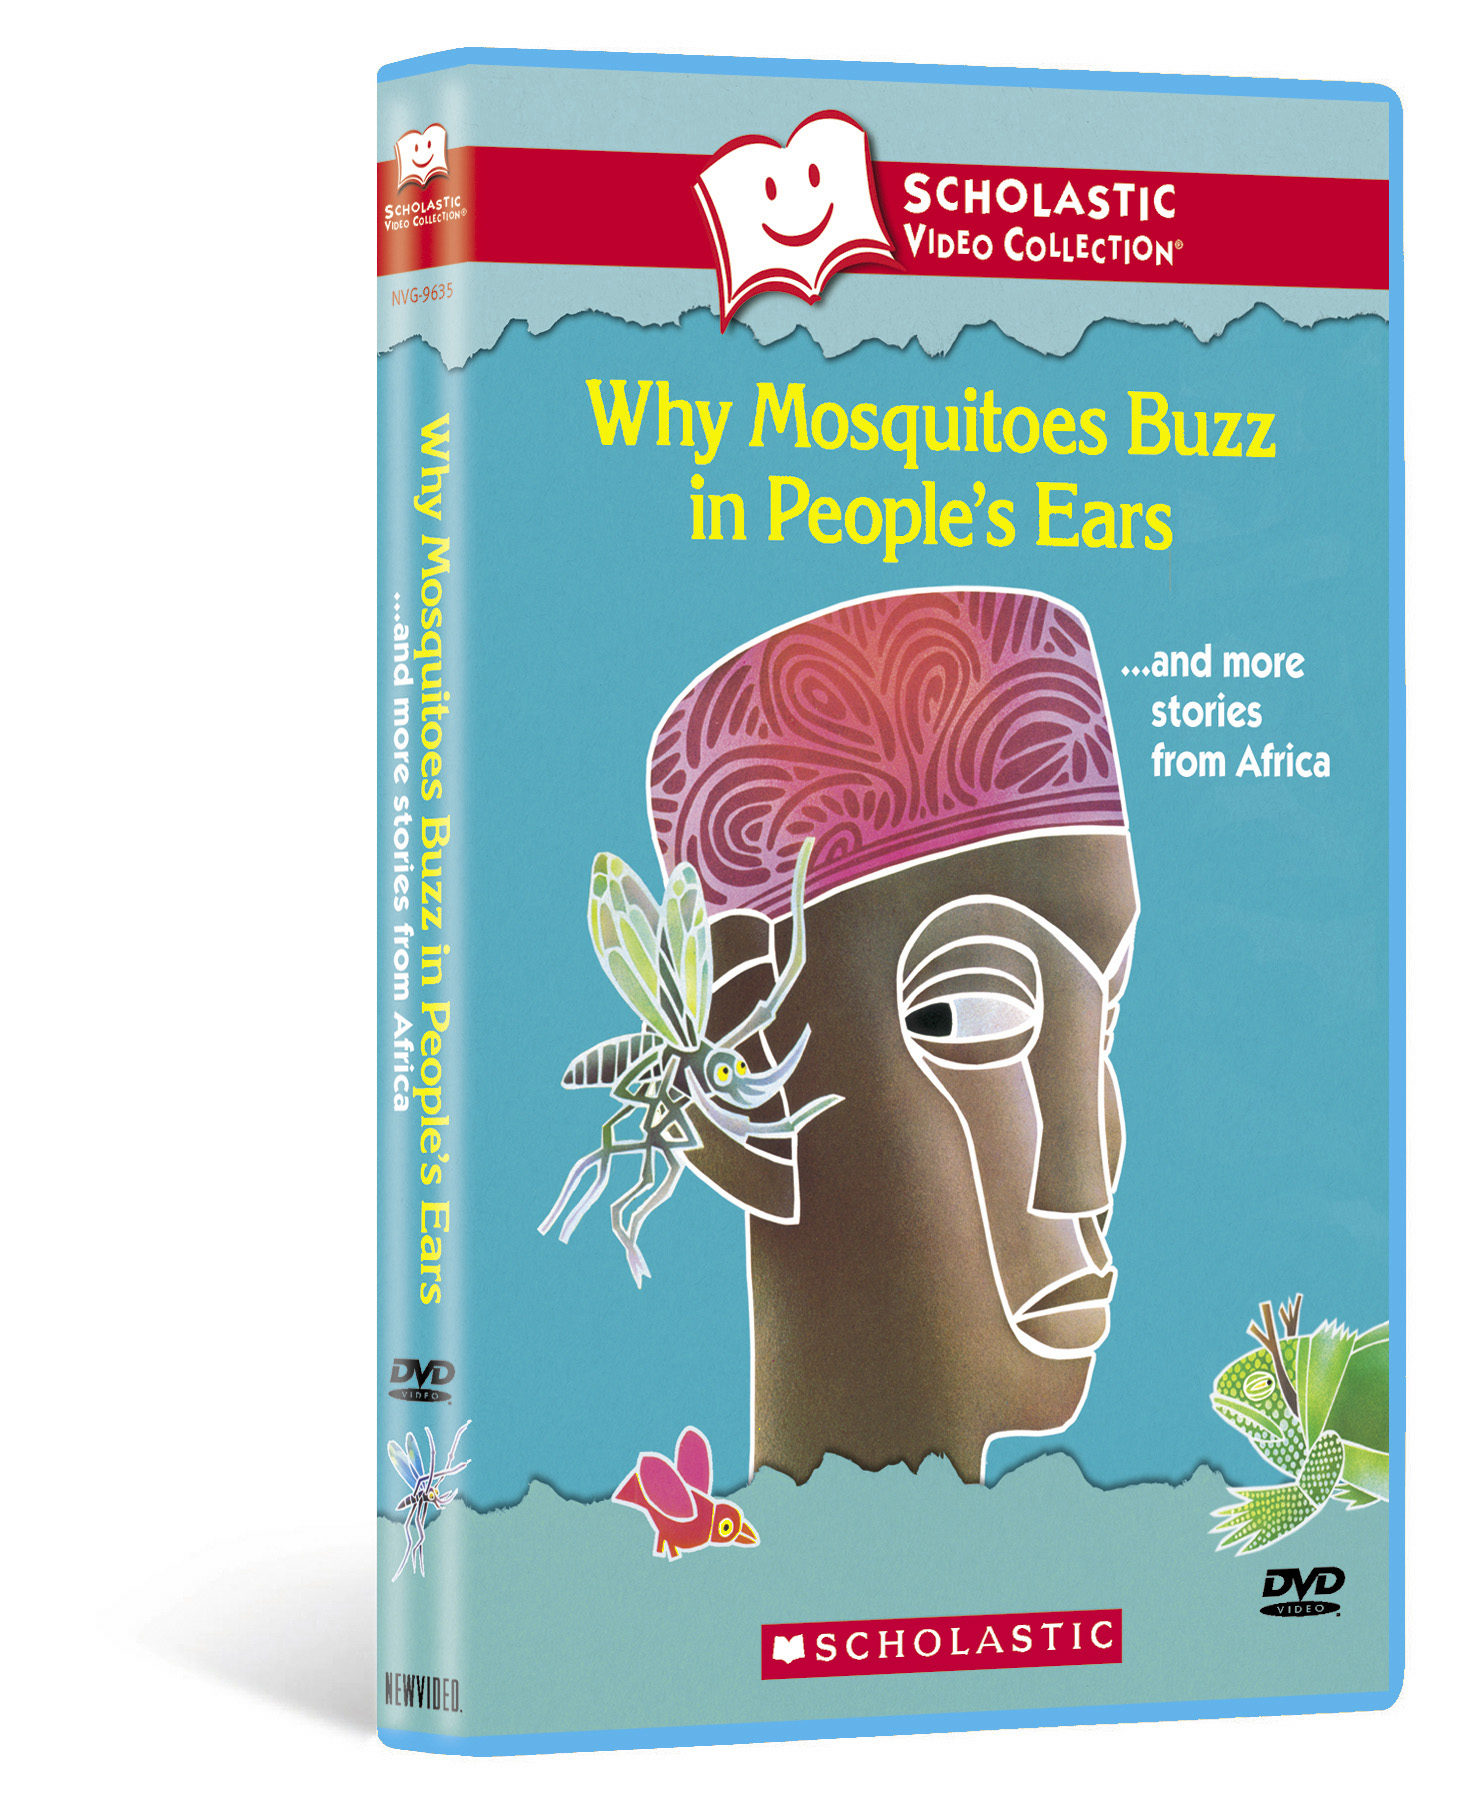 SCHOLASTIC
VIDEO COLLECTION®
NVG-9635
Why Mosquitoes Buzz in People's Ears
...and more stories from Africa
DVD
VIDEO
NEWVIDEO.
SCHOLASTIC
VIDEO COLLECTION®
Why Mosquitoes Buzz
in People's Ears
...and more
stories
from Africa
DVD
VIDEO
SCHOLASTIC